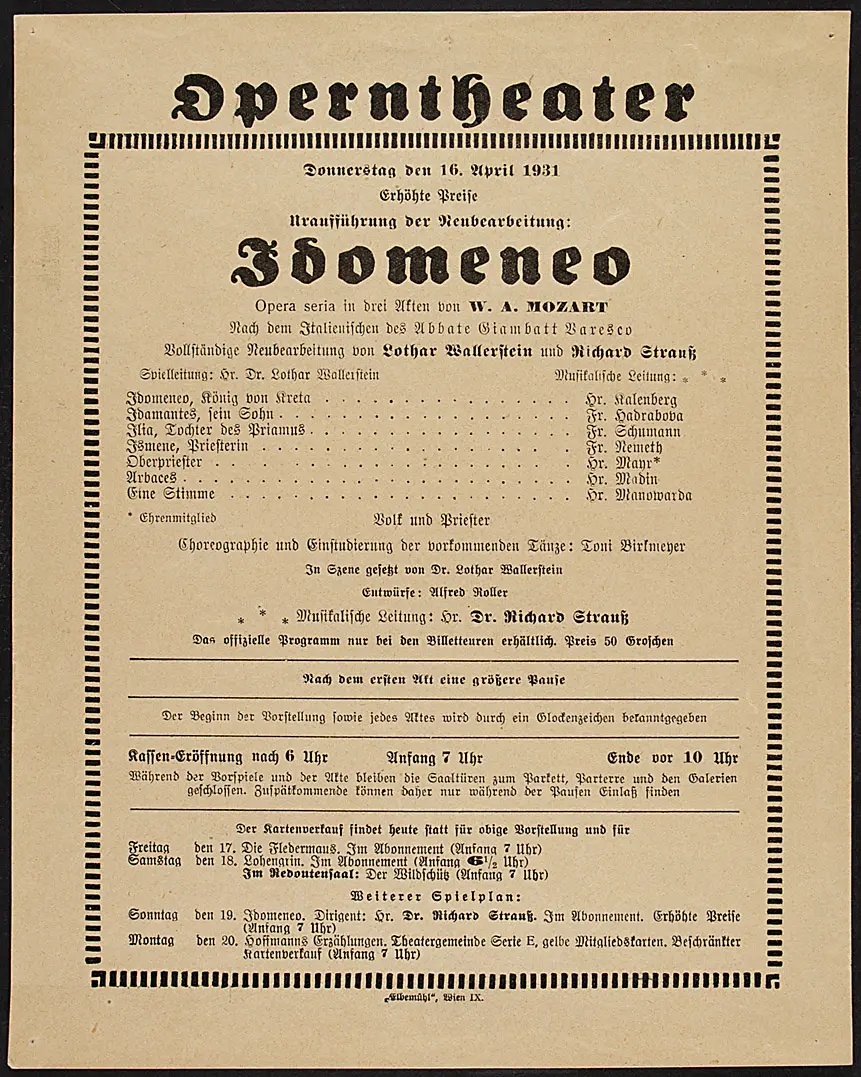 Operntheater
Donnerstag den 16. April 1931
Erhöhte Preise
Uraufführung der Neubearbeitung:
Idomeneo
Opera seria in drei Akten von W. A. MOZART
Nach dem Italienischen des Abbate Giambatt Varesco
Vollständige Neubearbeitung von Lothar Wallerstein und Richard Strauß
Spielleitung: Hr. Dr. Lothar Wallerstein Musikalische Leitung: * * *
Idomeneo, König von Kreta . . . . . . . . . . . . . . . . Hr. Kalenberg
Idamantes, sein Sohn . . . . . . . . . . . . . . . . . . Fr. Hadrabova
Ilia, Tochter des Priamus . . . . . . . . . . . . . . . . Fr. Schumann
Ismene, Priesterin . . . . . . . . . . . . . . . . . . . Fr. Nemeth
Oberpriester . . . . . . . . . . . . . . . . . . . . . . Hr. Mayr*
Arbaces . . . . . . . . . . . . . . . . . . . . . . . . Hr. Madin
Eine Stimme . . . . . . . . . . . . . . . . . . . . . . Hr. Manowarda
* Ehrenmitglied Volk und Priester
Choreographie und Einstudierung der vorkommenden Tänze: Toni Birkmeyer
In Szene gesetzt von Dr. Lothar Wallerstein
Entwürfe: Alfred Roller
* * * Musikalische Leitung: Hr. Dr. Richard Strauß
Das offizielle Programm nur bei den Billetteuren erhältlich. Preis 50 Groschen
Nach dem ersten Akt eine größere Pause
Der Beginn der Vorstellung sowie jedes Aktes wird durch ein Glockenzeichen bekanntgegeben
Kassen-Eröffnung nach 6 Uhr Anfang 7 Uhr Ende vor 10 Uhr
Während der Vorspiele und der Akte bleiben die Saaltüren zum Parkett, Parterre und den Galerien
geschlossen. Zuspätkommende können daher nur während der Pausen Einlaß finden
Der Kartenverkauf findet heute statt für obige Vorstellung und für
Freitag den 17. Die Fledermaus. Im Abonnement (Anfang 7 Uhr)
Samstag den 18. Lohengrin. Im Abonnement (Anfang 6 1/2 Uhr)
Im Redoutensaal: Der Wildschütz (Anfang 7 Uhr)
Weiterer Spielplan:
Sonntag den 19. Idomeneo. Dirigent: Hr. Dr. Richard Strauß. Im Abonnement. Erhöhte Preise
(Anfang 7 Uhr)
Montag den 20. Hoffmanns Erzählungen. Theatergemeinde Serie E, gelbe Mitgliedskarten. Beschränkter
Kartenverkauf (Anfang 7 Uhr)
„Elbemühl“, Wien IX.